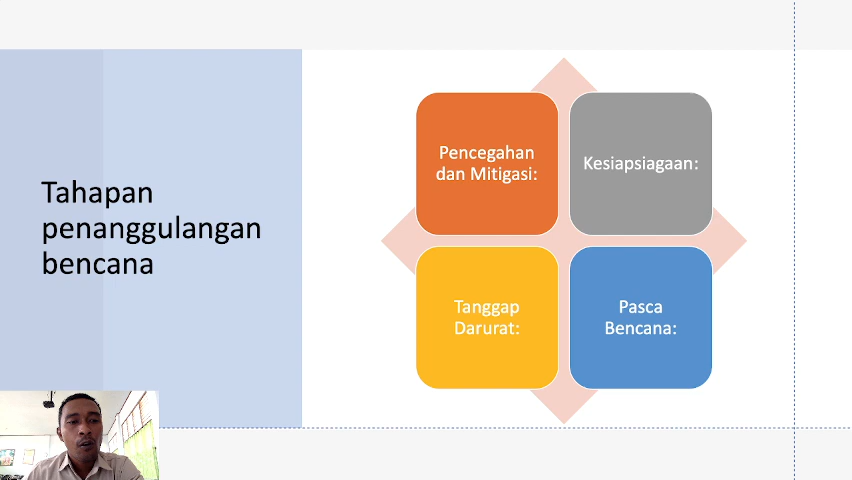 Tahapan
penanggulangan
bencana
Pencegahan
dan Mitigasi:
Kesiapsiagaan:
Tanggap
Darurat:
Pasca
Bencana: